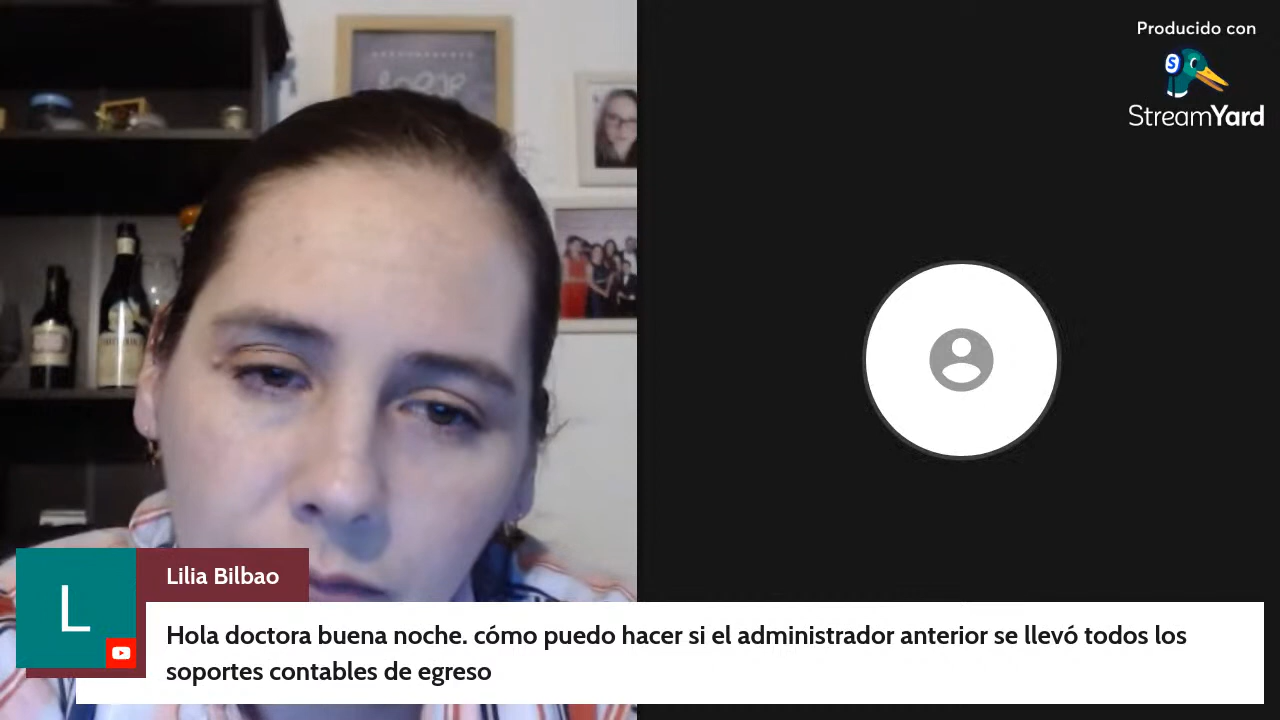 Producido con
StreamYard
L
Lilia Bilbao
Hola doctora buena noche. cómo puedo hacer si el administrador anterior se llevó todos los
soportes contables de egreso